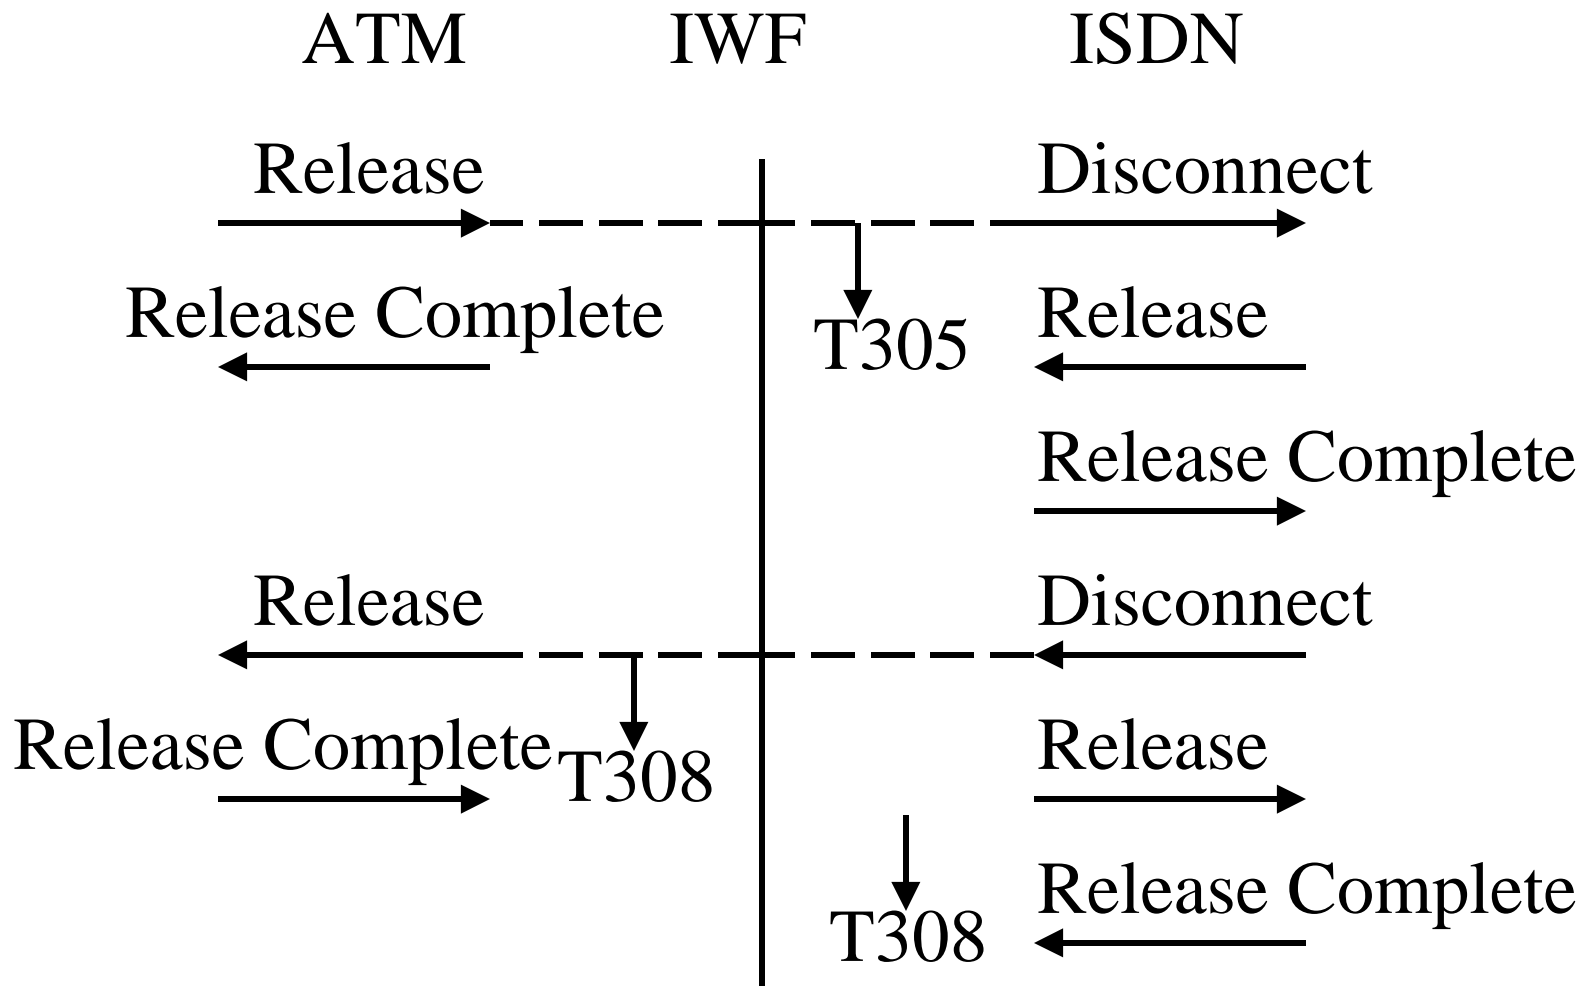 ATM IWF ISDN
Release Disconnect
Release Complete T305 Release
Release Complete
Release Disconnect
Release Complete T308 Release
T308 Release Complete